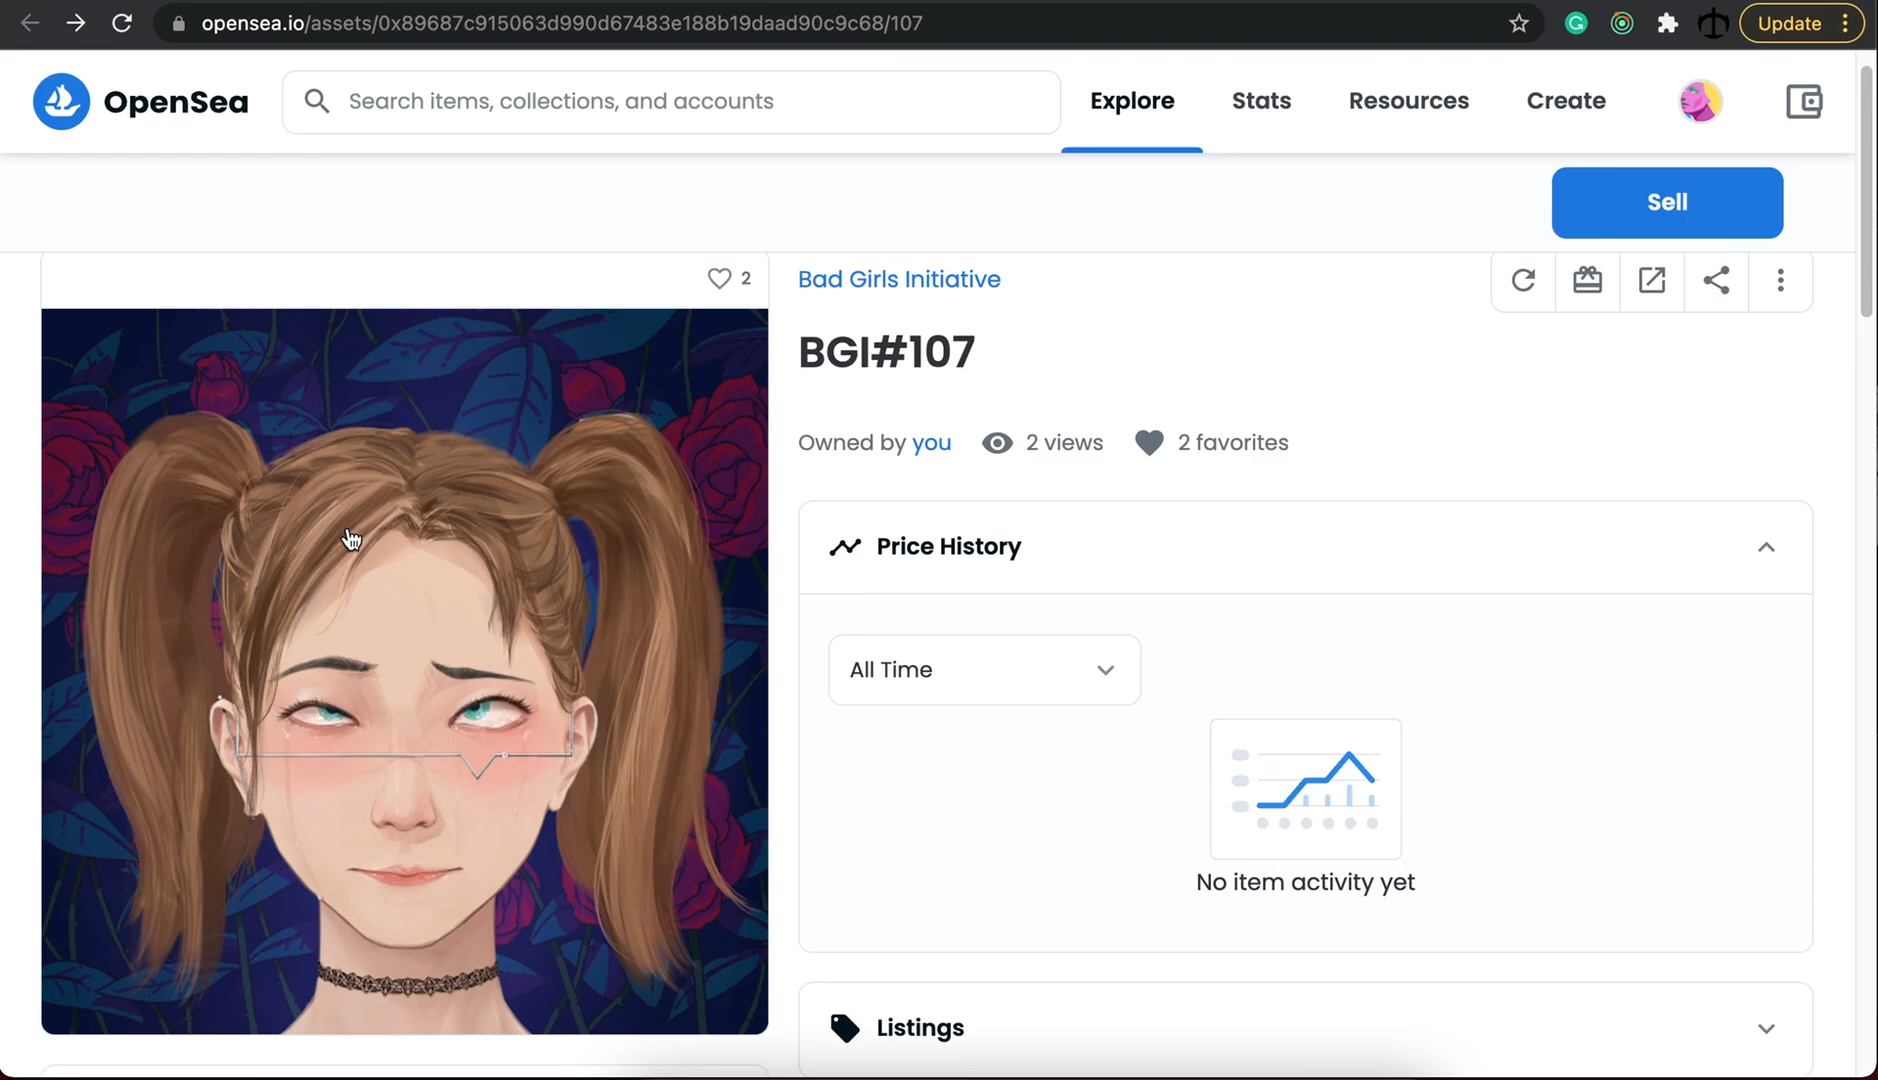 opensea.io/assets/0x89687c915063d990d67483e188b19daad90c9c68/107
Update
OpenSea
Search items, collections, and accounts
Explore
Stats
Resources
Create
Sell
2
Bad Girls Initiative
BGI#107
Owned by you
2 views
2 favorites
Price History
All Time
No item activity yet
Listings